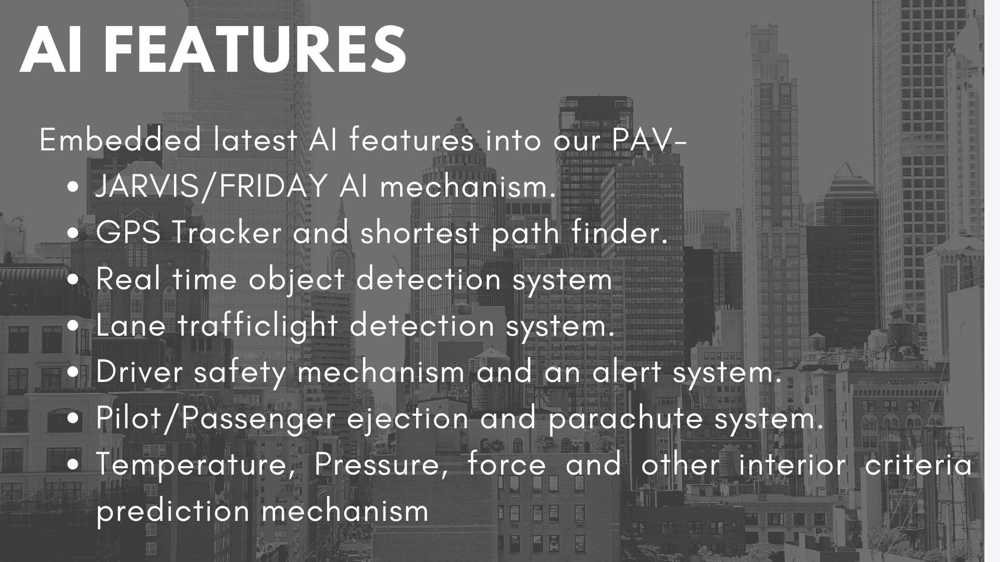 AI FEATURES
Embedded latest AI features into our PAV-
• JARVIS/FRIDAY AI mechanism.
• GPS Tracker and shortest path finder.
• Real time object detection system
• Lane trafficlight detection system.
• Driver safety mechanism and an alert system.
• Pilot/Passenger ejection and parachute system.
• Temperature, Pressure, force and other interior criteria
prediction mechanism